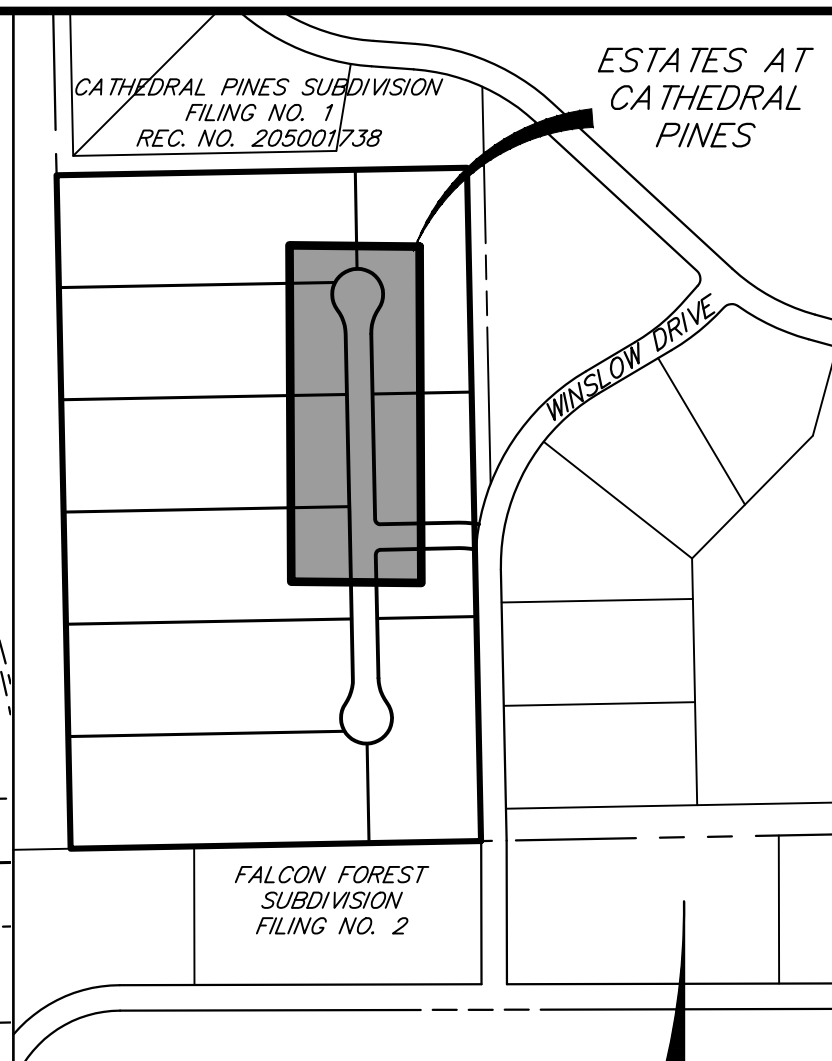 ESTATES AT
CATHEDRAL
PINES
CATHEDRAL PINES SUBDIVISION
FILING NO. 1
REC. NO. 205001738
WINSLOW DRIVE
FALCON FOREST
SUBDIVISION
FILING NO. 2